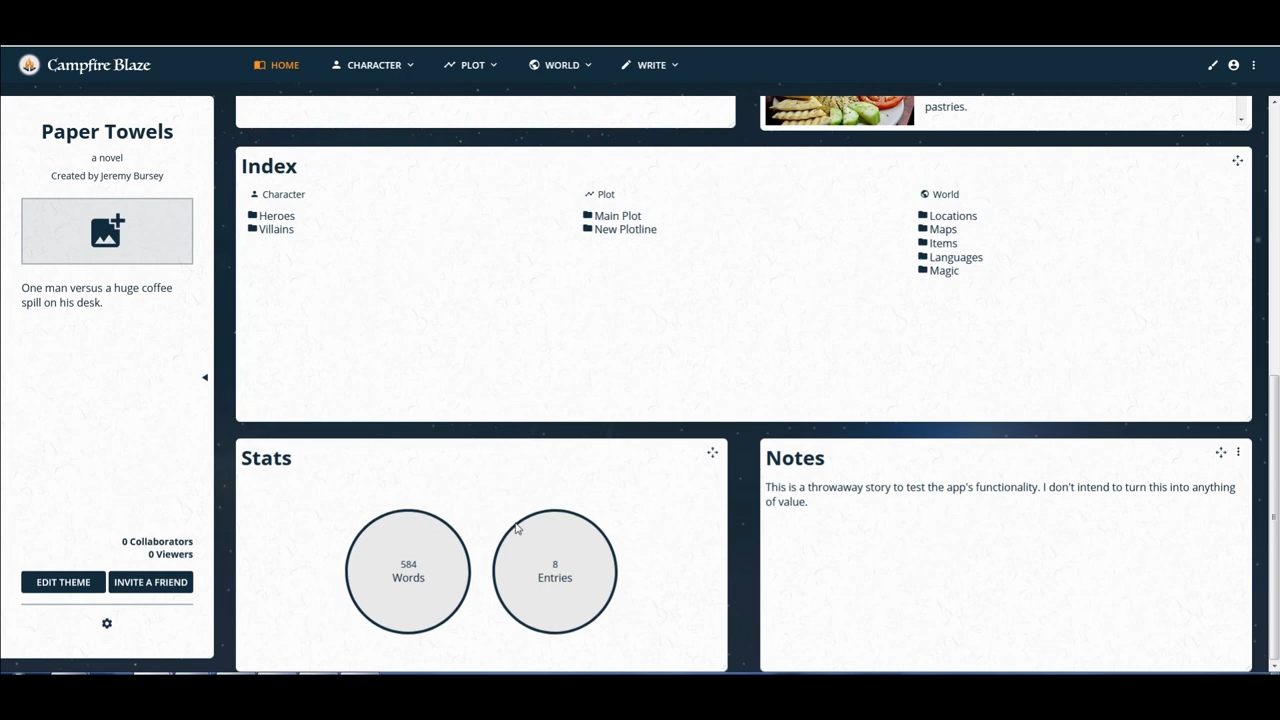 Campfire Blaze
HOME
CHARACTER
PLOT
WORLD
WRITE
Paper Towels
a novel
Created by Jeremy Bursey
One man versus a huge coffee
spill on his desk.
0 Collaborators
0 Viewers
EDIT THEME
INVITE A FRIEND
pastries.
Index
Character
Heroes
Villains
Plot
Main Plot
New Plotline
World
Locations
Maps
Items
Languages
Magic
Stats
584
Words
8
Entries
Notes
This is a throwaway story to test the app's functionality. I don't intend to turn this into anything
of value.